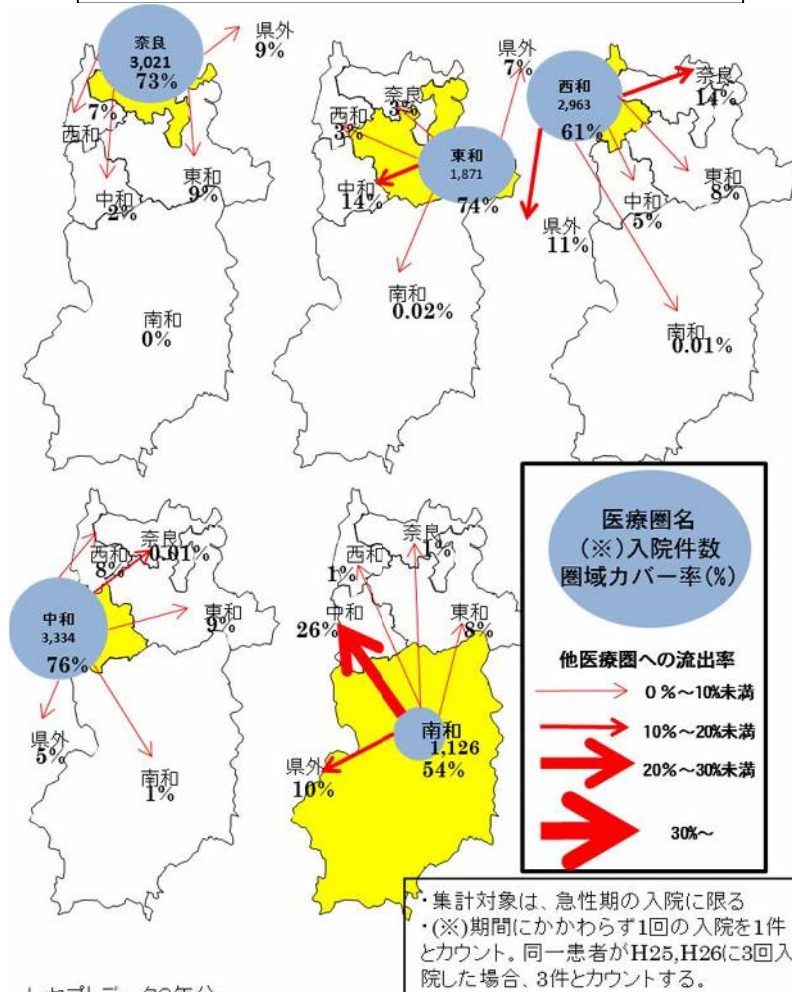 奈良
3,021
73%
県外
9%
7%
西和
中和
2%
東和
9%
南和
0%
県外
7%
奈良
3%
西和
3%
東和
1,871
74%
中和
14%
南和
0.02%
西和
2,963
61%
奈良
14%
東和
8%
中和
5%
県外
11%
南和
0.01%
中和
3,334
76%
西和
8%
奈良
0.01%
東和
9%
県外
5%
南和
1%
奈良
1%
西和
1%
中和
26%
東和
8%
南和
1,126
54%
県外
10%
医療圏名
(※)入院件数
圏域カバー率(%)
他医療圏への流出率
0%～10%未満
10%～20%未満
20%～30%未満
30%～
・集計対象は、急性期の入院に限る
・(※)期間にかかわらず1回の入院を1件
とカウント。同一患者がH25,H26に3回入
院した場合、3件とカウントする。